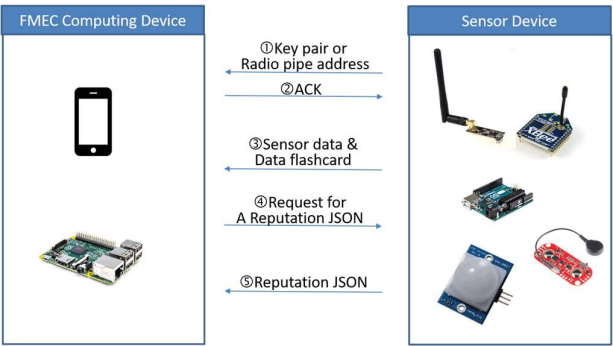 FMEC Computing Device
Sensor Device
①Key pair or
Radio pipe address
②ACK
③Sensor data &
Data flashcard
④Request for
A Reputation JSON
⑤Reputation JSON
XBee